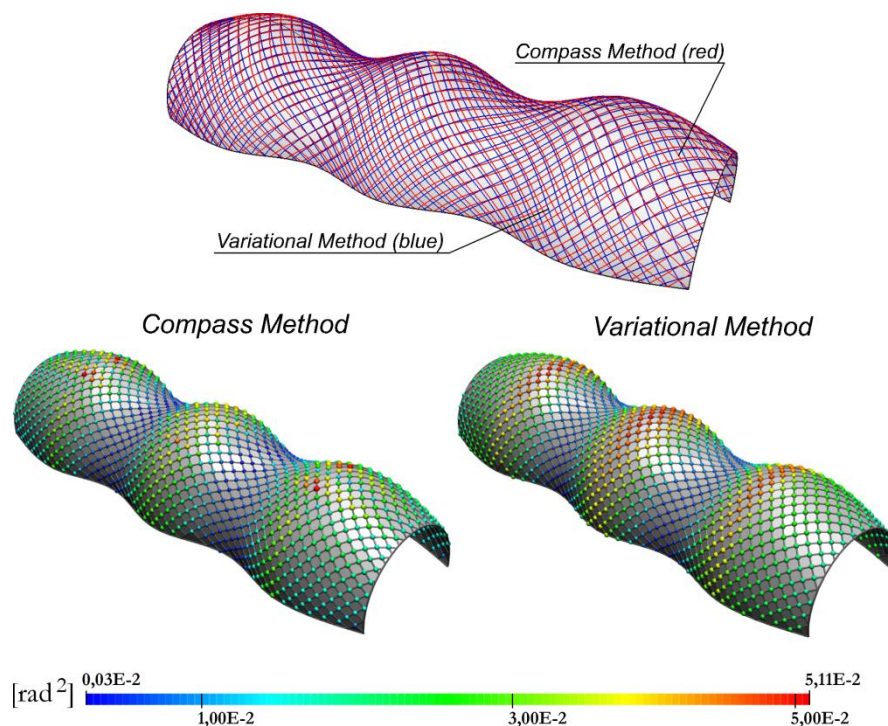 Compass Method (red)
Variational Method (blue)
Compass Method
Variational Method
[rad²]
0,03E-2
5,11E-2
1,00E-2
3,00E-2
5,00E-2